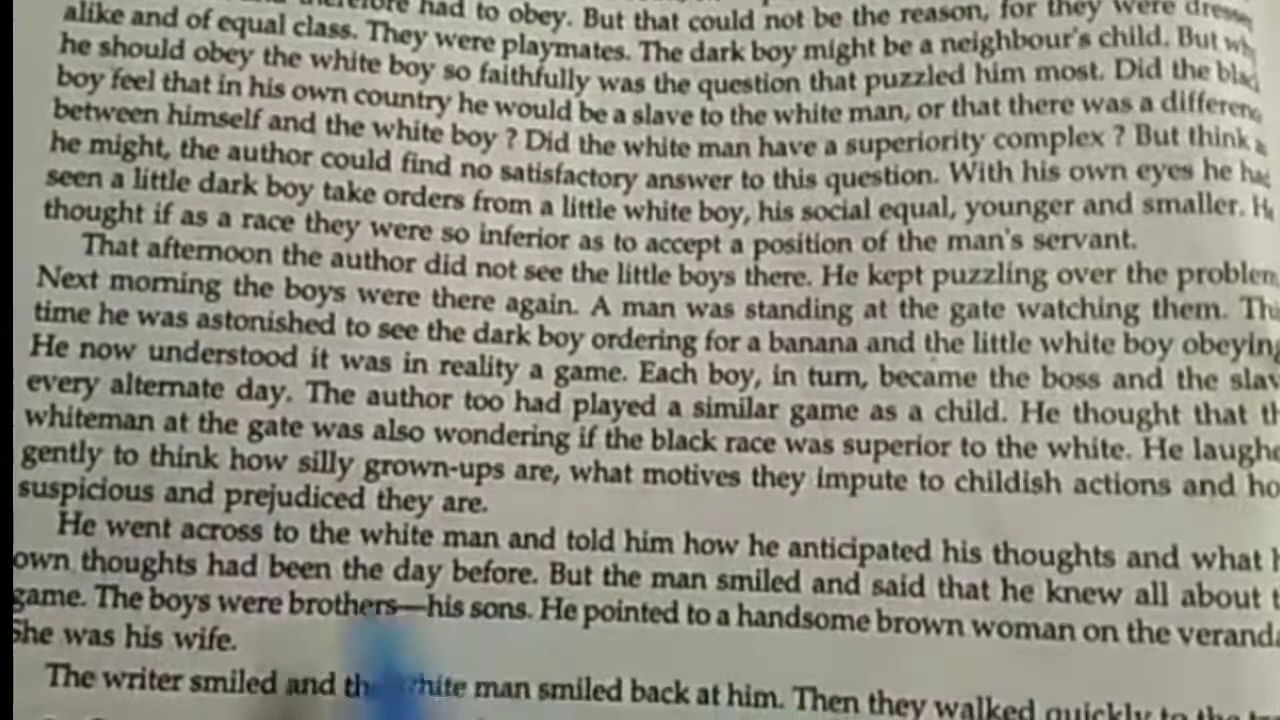 had to obey. But that could not be the reason, for they were
alike and of equal class. They were playmates. The dark boy might be a neighbour's child. But
he should obey the white boy so faithfully was the question that puzzled him most. Did the
boy feel that in his own country he would be a slave to the white man, or that there was a
between himself and the white boy ? Did the white man have a superiority complex ? But think
he might, the author could find no satisfactory answer to this question. With his own eyes he
seen a little dark boy take orders from a little white boy, his social equal, younger and smaller.
thought if as a race they were so inferior as to accept a position of the man's servant.
That afternoon the author did not see the little boys there. He kept puzzling over the problem
Next morning the boys were there again. A man was standing at the gate watching them.
time he was astonished to see the dark boy ordering for a banana and the little white boy obeying
He now understood it was in reality a game. Each boy, in turn, became the boss and the
every alternate day. The author too had played a similar game as a child. He thought that
whiteman at the gate was also wondering if the black race was superior to the white. He
gently to think how silly grown-ups are, what motives they impute to childish actions and
suspicious and prejudiced they are.
He went across to the white man and told him how he anticipated his thoughts and what
own thoughts had been the day before. But the man smiled and said that he knew all about
game. The boys were brothers—his sons. He pointed to a handsome brown woman on the
She was his wife.
The writer smiled and the white man smiled back at him. Then they walked quickly to the